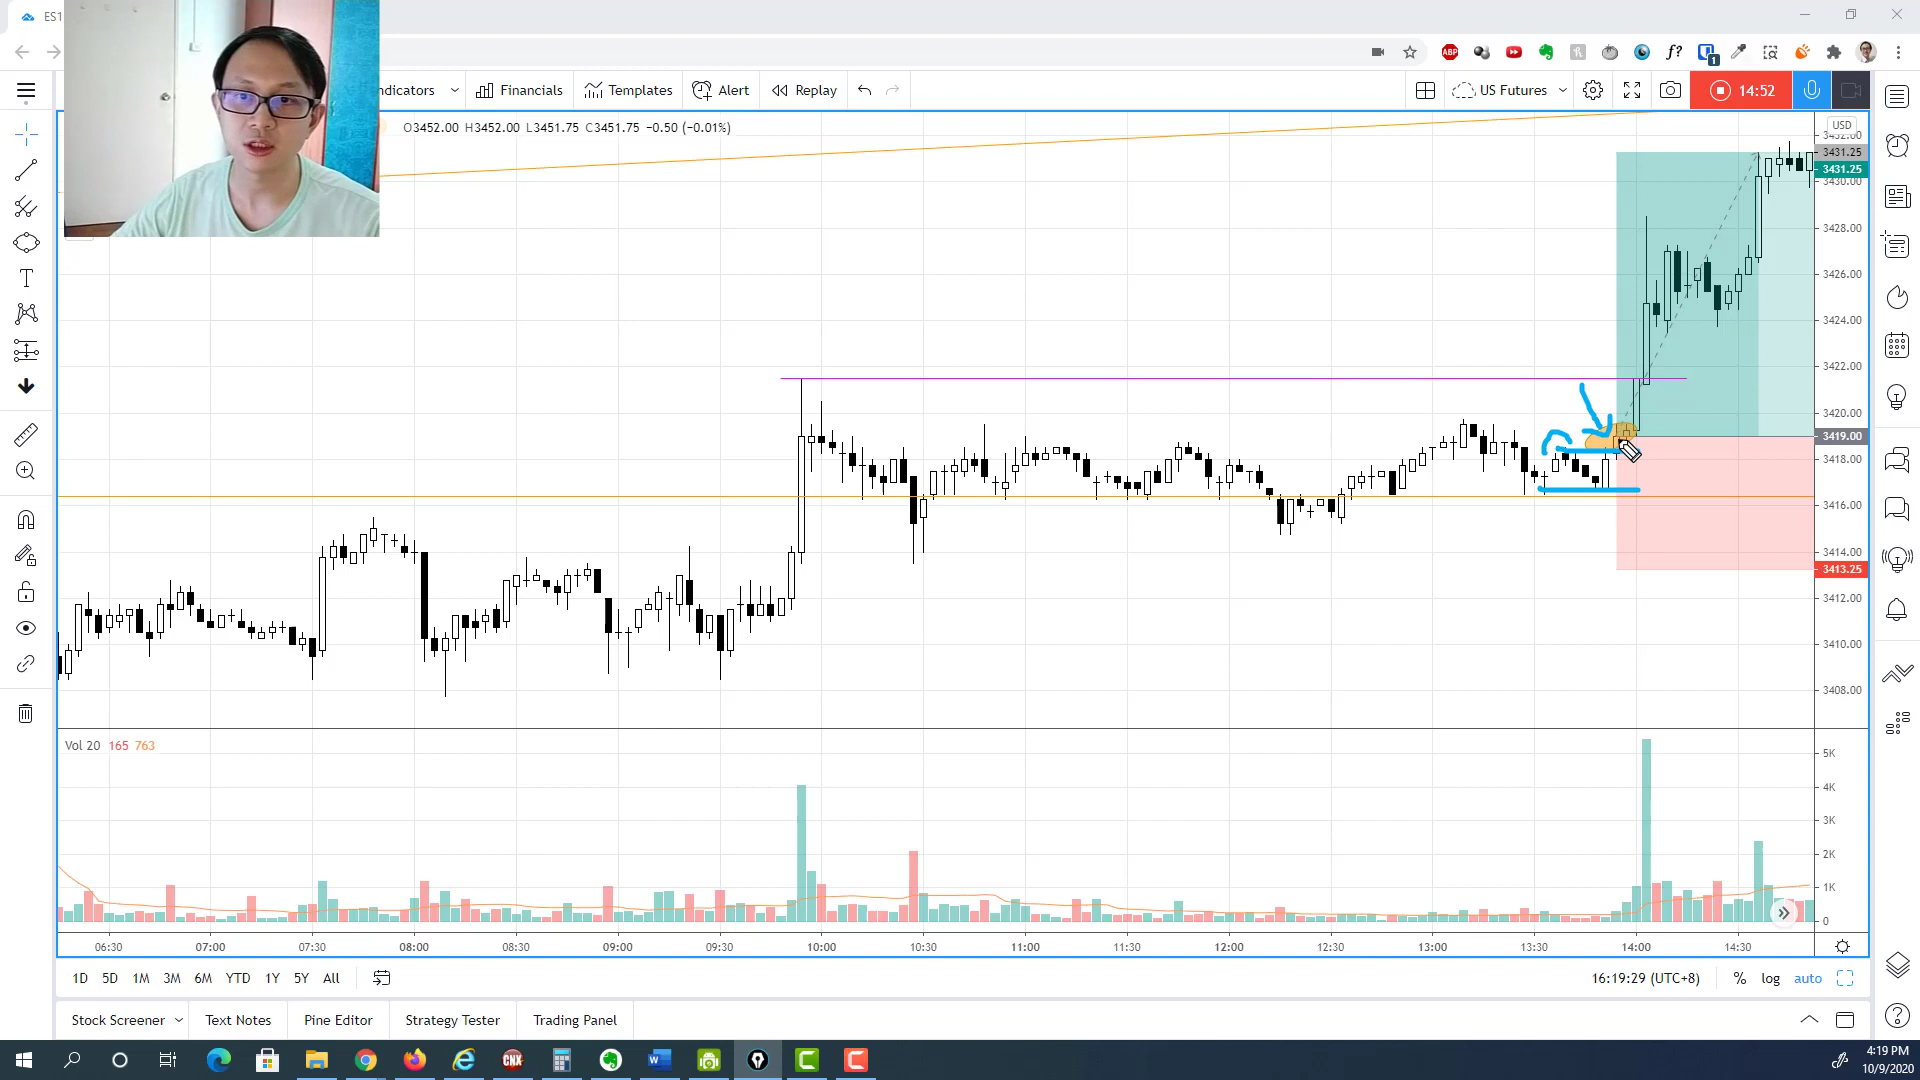 ES1
ABP
f?
1
ndicators
Financials
Templates
Alert
Replay
US Futures
14:52
O3452.00 H3452.00 L3451.75 C3451.75 −0.50 (−0.01%)
USD
3432.00
3431.25
3431.25
3430.00
3428.00
3426.00
3424.00
3422.00
3420.00
3419.00
3418.00
3416.00
3414.00
3413.25
3412.00
3410.00
3408.00
Vol 20 165 763
5K
4K
3K
2K
1K
0
06:30 07:00 07:30 08:00 08:30 09:00 09:30 10:00 10:30 11:00 11:30 12:00 12:30 13:00 13:30 14:00 14:30
1D 5D 1M 3M 6M YTD 1Y 5Y All
16:19:29 (UTC+8) % log auto
Stock Screener Text Notes Pine Editor Strategy Tester Trading Panel
CNX
4:19 PM
10/9/2020